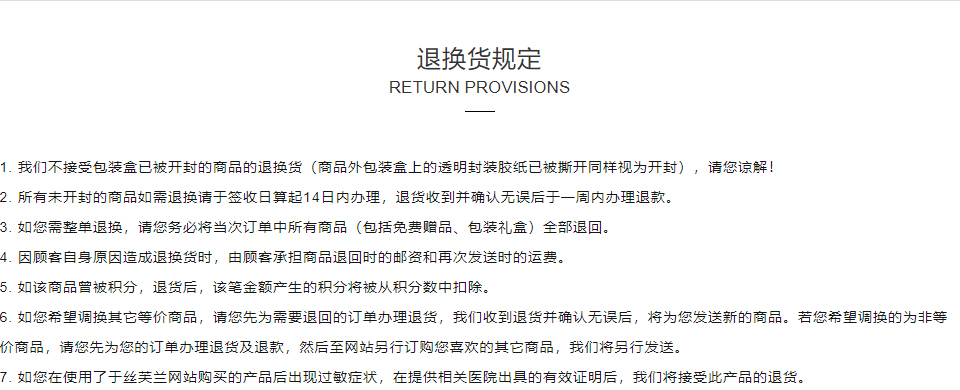 退换货规定
RETURN PROVISIONS
1. 我们不接受包装盒已被开封的商品的退换货（商品外包装盒上的透明封装胶纸已被撕开同样视为开封），请您谅解！
2. 所有未开封的商品如需退换请于签收日算起14日内办理，退货收到并确认无误后于一周内办理退款。
3. 如您需整单退换，请您务必将当次订单中所有商品（包括免费赠品、包装礼盒）全部退回。
4. 因顾客自身原因造成退换货时，由顾客承担商品退回时的邮资和再次发送时的运费。
5. 如该商品曾被积分，退货后，该笔金额产生的积分将被从积分数中扣除。
6. 如您希望调换其它等价商品，请您先为需要退回的订单办理退货，我们收到退货并确认无误后，将为您发送新的商品。若您希望调换的为非等
价商品，请您先为您的订单办理退货及退款，然后至网站另行订购您喜欢的其它商品，我们将另行发送。
7. 如您在使用了于丝芙兰网站购买的产品后出现过敏症状，在提供相关医院出具的有效证明后，我们将接受此产品的退货。